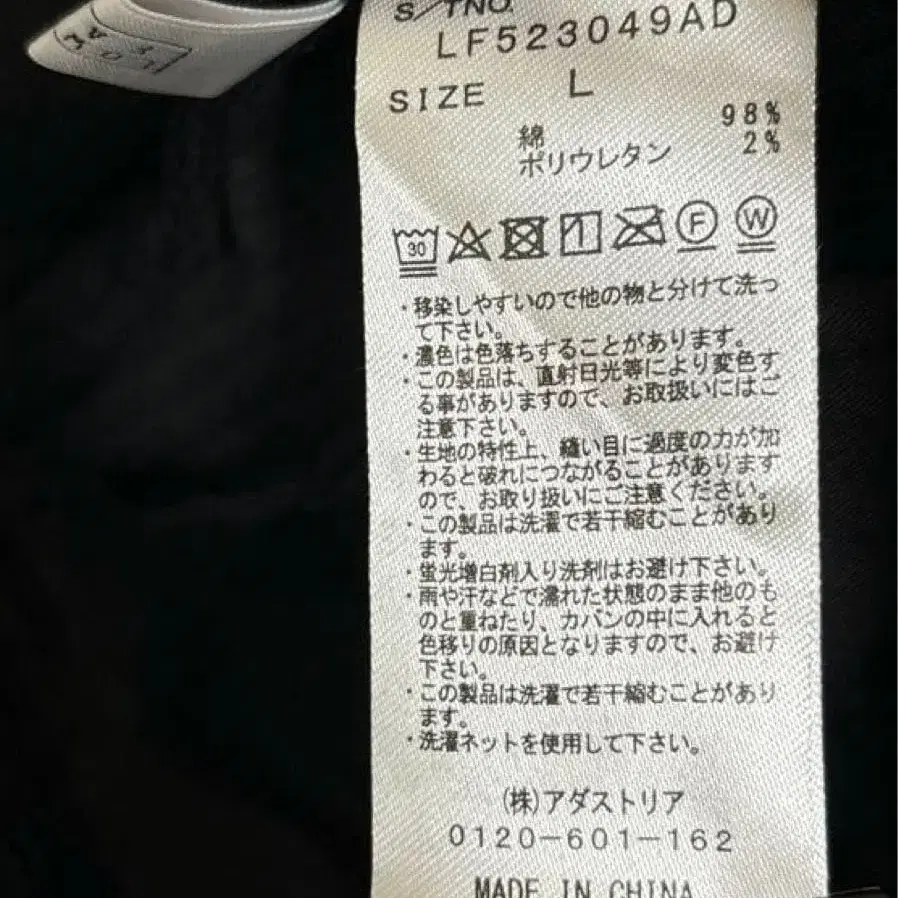 S/TNO
LF523049AD
SIZE L
綿 98%
ポリウレタン 2%
30 F W
・移染しやすいので他の物と分けて洗っ
て下さい。
・濃色は色落ちすることがあります。
・この製品は、直射日光等により変色す
る事がありますので、お取扱いにはご
注意下さい。
・生地の特性上、縫い目に過度の力が加
わると破れにつながることがあります
ので、お取り扱いにご注意ください。
・この製品は洗濯で若干縮むことがあり
ます。
・蛍光増白剤入り洗剤はお避け下さい。
・雨や汗などで濡れた状態のまま他のも
のと重ねたり、カバンの中に入れると
色移りの原因となりますので、お避け
下さい。
・この製品は洗濯で若干縮むことがあり
ます。
・洗濯ネットを使用して下さい。
(株)アダストリア
0120-601-162
MADE IN CHINA